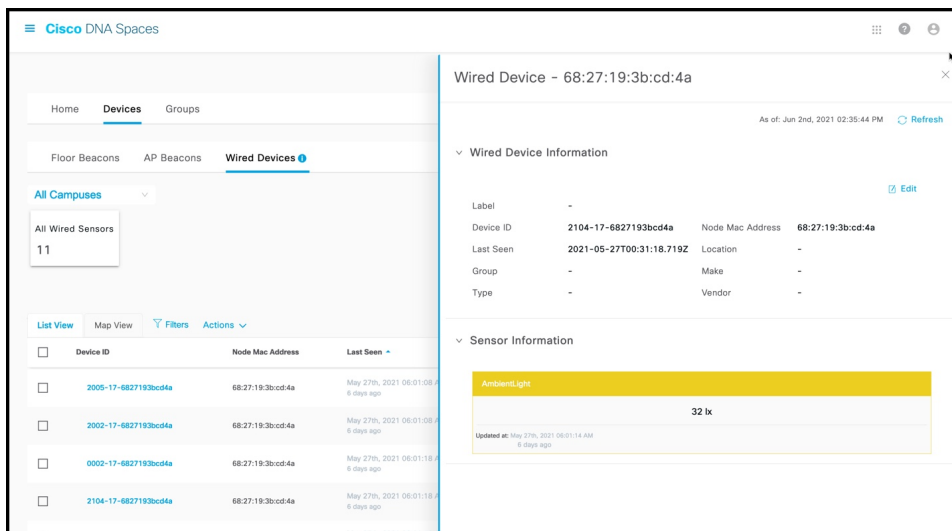 Cisco DNA Spaces
Home Devices Groups
Floor Beacons AP Beacons Wired Devices
All Campuses
All Wired Sensors
11
List View Map View Filters Actions
Device ID Node Mac Address Last Seen
2005-17-6827193bcd4a 68:27:19:3b:cd:4a May 27th, 2021 06:01:08 A
6 days ago
2002-17-6827193bcd4a 68:27:19:3b:cd:4a May 27th, 2021 06:01:08 A
6 days ago
0002-17-6827193bcd4a 68:27:19:3b:cd:4a May 27th, 2021 06:01:18 A
6 days ago
2104-17-6827193bcd4a 68:27:19:3b:cd:4a May 27th, 2021 06:01:18 A
6 days ago
Wired Device - 68:27:19:3b:cd:4a
As of: Jun 2nd, 2021 02:35:44 PM Refresh
Wired Device Information
Edit
Label -
Device ID 2104-17-6827193bcd4a Node Mac Address 68:27:19:3b:cd:4a
Last Seen 2021-05-27T00:31:18.719Z Location -
Group - Make -
Type - Vendor -
Sensor Information
AmbientLight
32 lx
Updated at: May 27th, 2021 06:01:14 AM
6 days ago